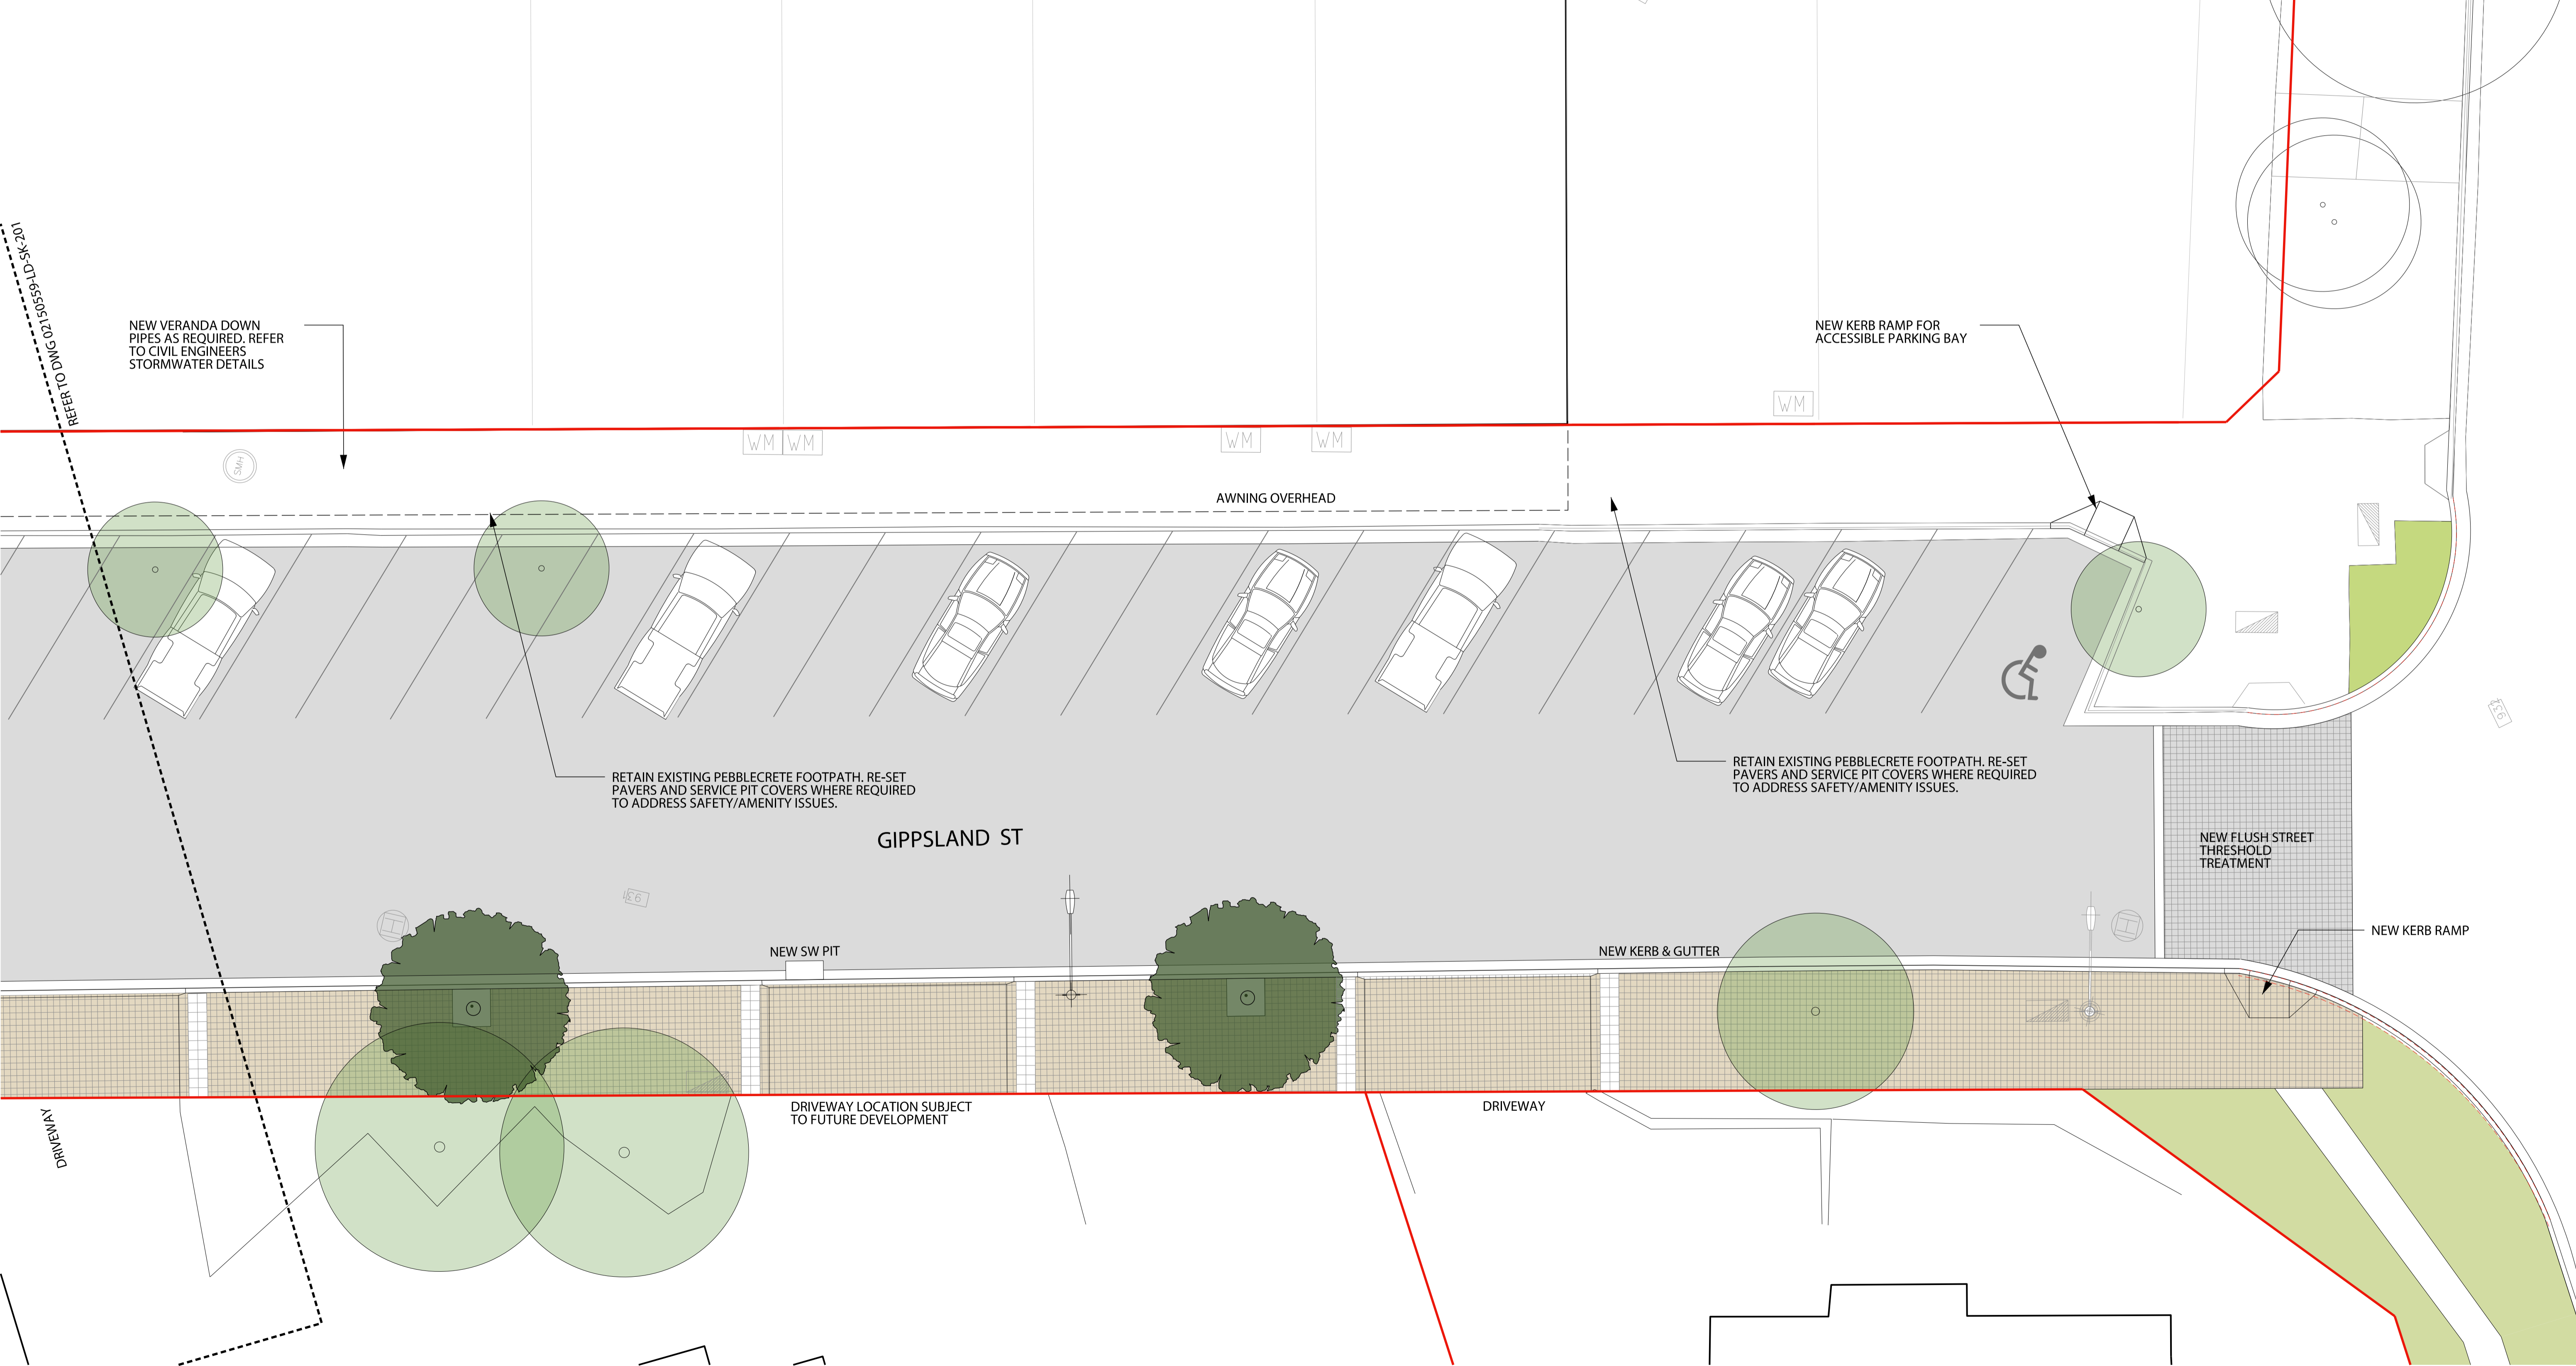 REFER TO DWG 02150559-LD-SK-201
NEW VERANDA DOWN
PIPES AS REQUIRED. REFER
TO CIVIL ENGINEERS
STORMWATER DETAILS
NEW KERB RAMP FOR
ACCESSIBLE PARKING BAY
WM
SMH
WM
WM
WM
WM
AWNING OVERHEAD
RETAIN EXISTING PEBBLECRETE FOOTPATH. RE-SET
PAVERS AND SERVICE PIT COVERS WHERE REQUIRED
TO ADDRESS SAFETY/AMENITY ISSUES.
RETAIN EXISTING PEBBLECRETE FOOTPATH. RE-SET
PAVERS AND SERVICE PIT COVERS WHERE REQUIRED
TO ADDRESS SAFETY/AMENITY ISSUES.
GIPPSLAND ST
NEW FLUSH STREET
THRESHOLD
TREATMENT
NEW SW PIT
NEW KERB & GUTTER
NEW KERB RAMP
DRIVEWAY
DRIVEWAY LOCATION SUBJECT
TO FUTURE DEVELOPMENT
DRIVEWAY